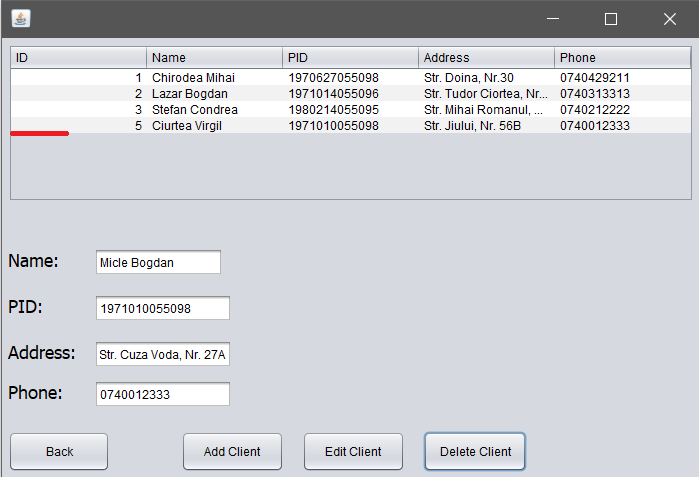 ID Name PID Address Phone
1 Chirodea Mihai 1970627055098 Str. Doina, Nr.30 0740429211
2 Lazar Bogdan 1971014055096 Str. Tudor Ciortea, Nr... 0740313313
3 Stefan Condrea 1980214055095 Str. Mihai Romanul, ... 0740212222
5 Ciurtea Virgil 1971010055098 Str. Jiului, Nr. 56B 0740012333
Name: Micle Bogdan
PID: 1971010055098
Address: Str. Cuza Voda, Nr. 27A
Phone: 0740012333
Back Add Client Edit Client Delete Client